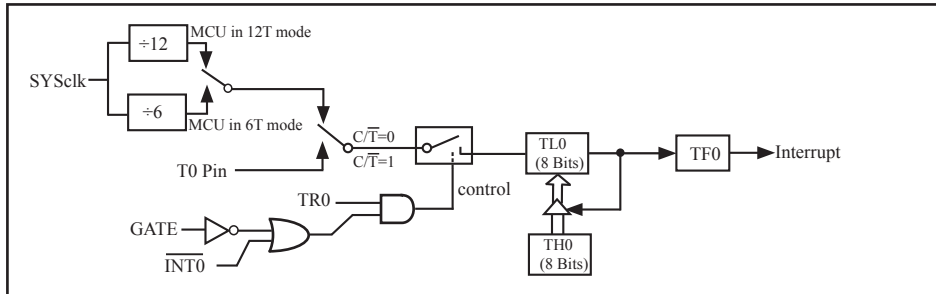 MCU in 12T mode
÷12
SYSclk
÷6
MCU in 6T mode
C/T̅=0
C/T̅=1
T0 Pin
TL0
(8 Bits)
TF0
Interrupt
control
TR0
GATE
I̅N̅T̅0̅
TH0
(8 Bits)